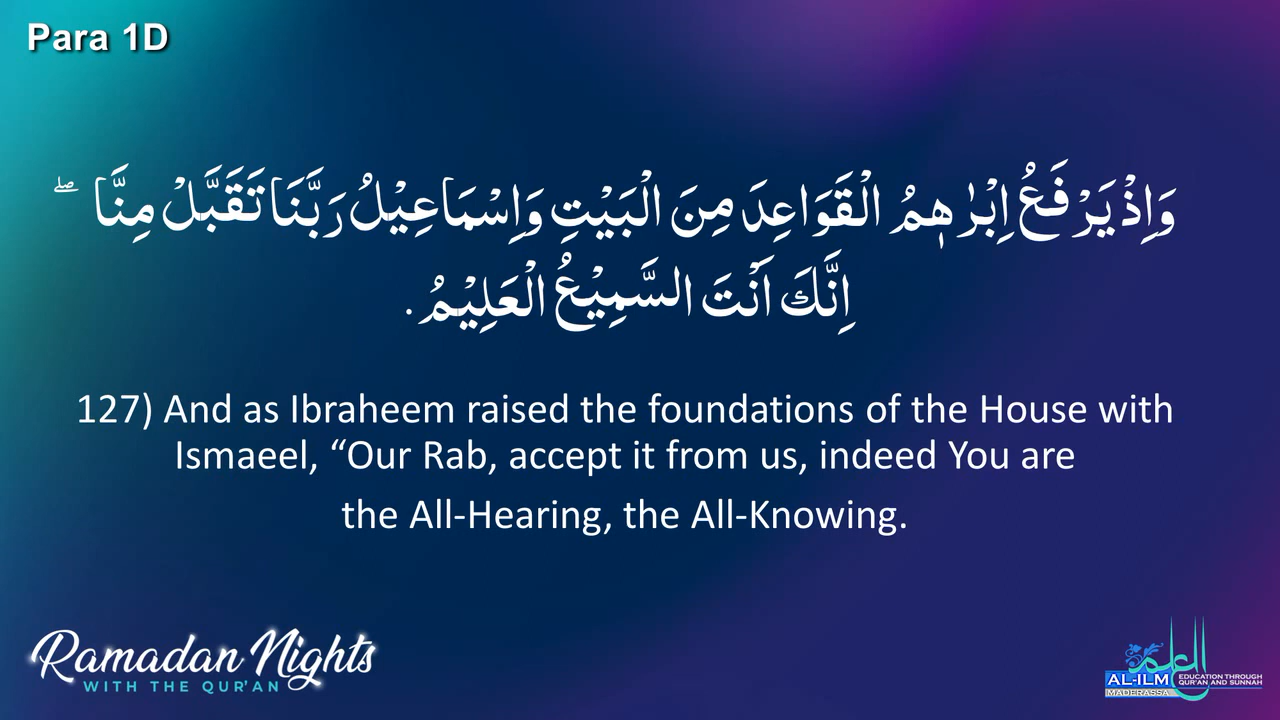 Para 1D
وَاِذْ يَرْفَعُ اِبْرٰهٖمُ الْقَوَاعِدَ مِنَ الْبَيْتِ وَاِسْمَاعِيْلُ رَبَّنَا تَقَبَّلْ مِنَّا ۖ
اِنَّكَ اَنْتَ السَّمِيْعُ الْعَلِيْمُ.
127) And as Ibraheem raised the foundations of the House with
Ismaeel, “Our Rab, accept it from us, indeed You are
the All-Hearing, the All-Knowing.
Ramadan Nights
WITH THE QUR’AN
العلم
AL-ILM
MADERASSA
EDUCATION THROUGH
QUR'AN AND SUNNAH